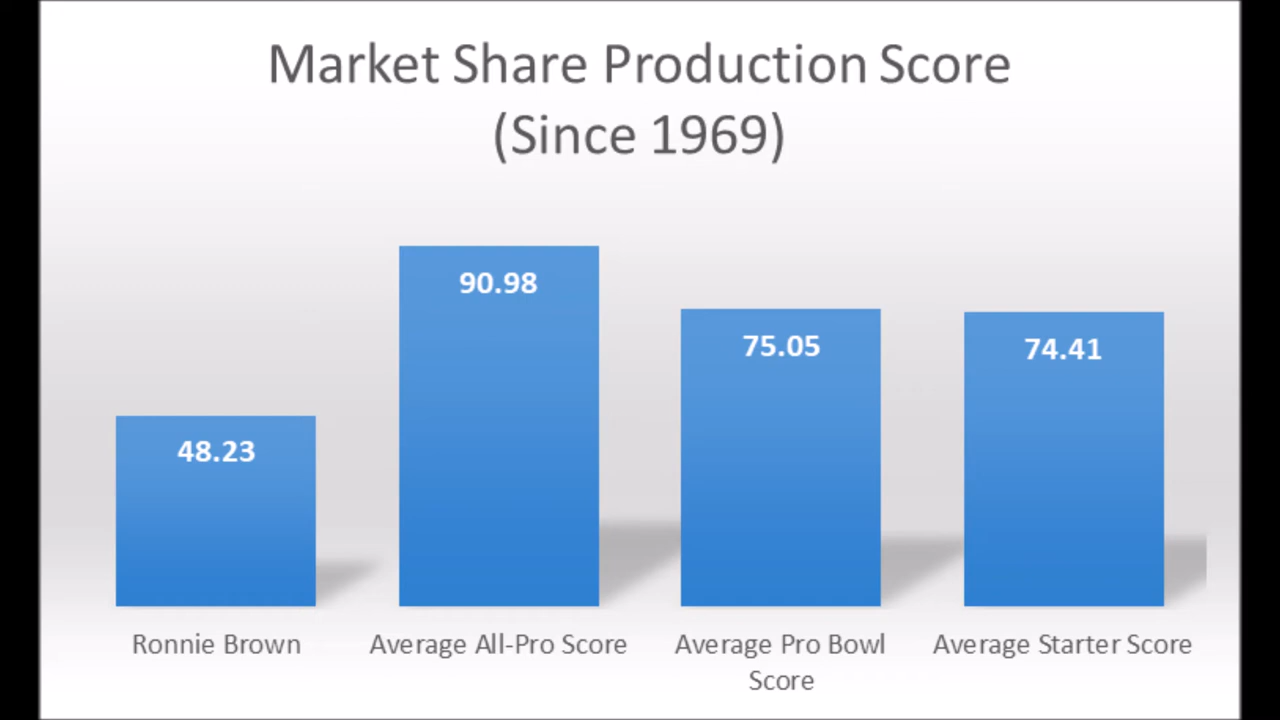 Market Share Production Score
(Since 1969)
90.98
75.05
74.41
48.23
Ronnie Brown
Average All-Pro Score
Average Pro Bowl
Score
Average Starter Score